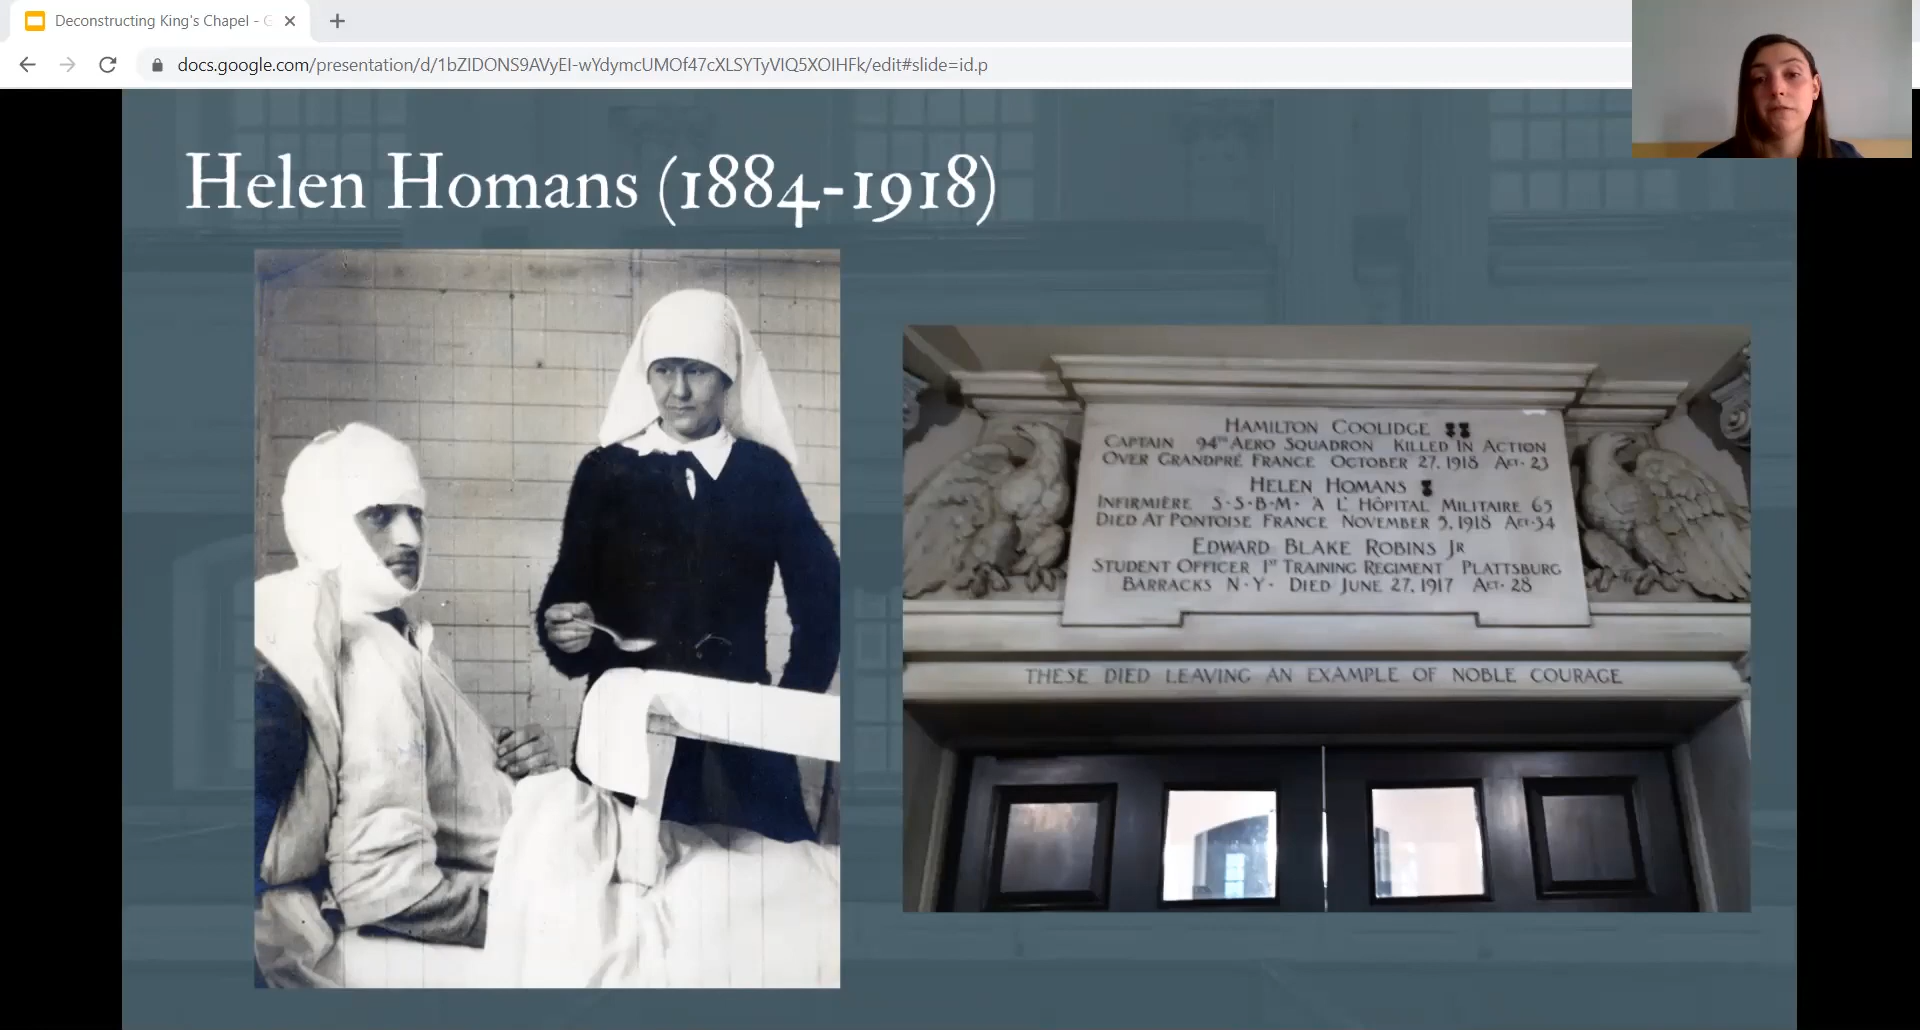 Deconstructing King's Chapel - G
docs.google.com/presentation/d/1bZIDONS9AVyEI-wYdymcUMOf47cXLSYTyVIQ5XOIHFk/edit#slide=id.p
Helen Homans (1884-1918)
HAMILTON COOLIDGE
CAPTAIN 94TH AERO SQUADRON KILLED IN ACTION
OVER GRANDPRÉ FRANCE OCTOBER 27, 1918 AET· 23
HELEN HOMANS
INFIRMIÈRE S·S·B·M· À L' HÔPITAL MILITAIRE 65
DIED AT PONTOISE FRANCE NOVEMBER 5, 1918 AET·34
EDWARD BLAKE ROBINS JR
STUDENT OFFICER 1ST TRAINING REGIMENT PLATTSBURG
BARRACKS N·Y· DIED JUNE 27, 1917 AET· 28
THESE DIED LEAVING AN EXAMPLE OF NOBLE COURAGE